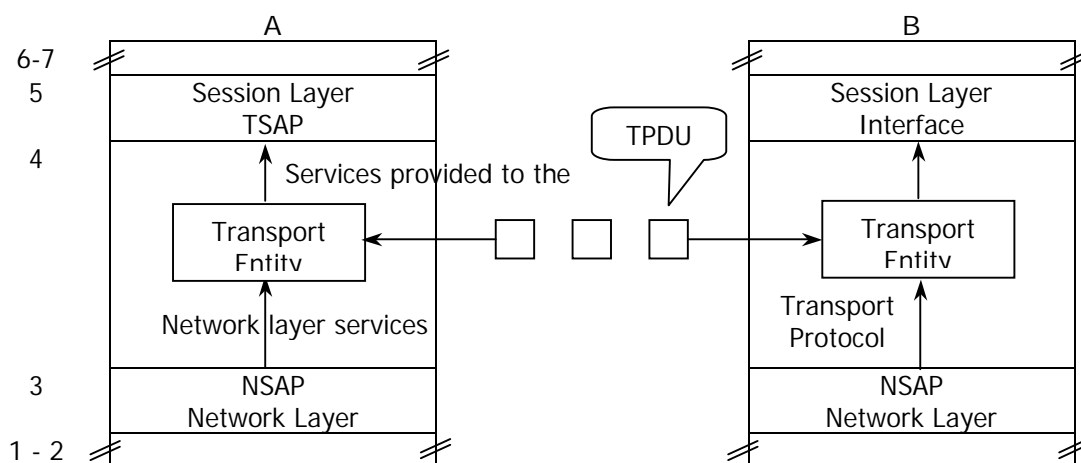 A
B
6-7
5
Session Layer
TSAP
Session Layer
Interface
TPDU
4
Services provided to the
Transport
Entity
Transport
Entity
Network layer services
Transport
Protocol
3
NSAP
Network Layer
NSAP
Network Layer
1 - 2